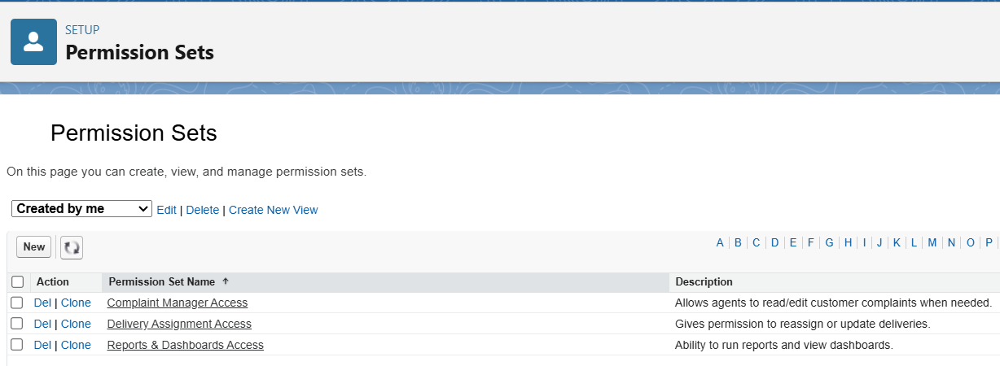 SETUP
Permission Sets
Permission Sets
On this page you can create, view, and manage permission sets.
Created by me Edit | Delete | Create New View
New A | B | C | D | E | F | G | H | I | J | K | L | M | N | O | P |
Action Permission Set Name ↑ Description
Del | Clone Complaint Manager Access Allows agents to read/edit customer complaints when needed.
Del | Clone Delivery Assignment Access Gives permission to reassign or update deliveries.
Del | Clone Reports & Dashboards Access Ability to run reports and view dashboards.